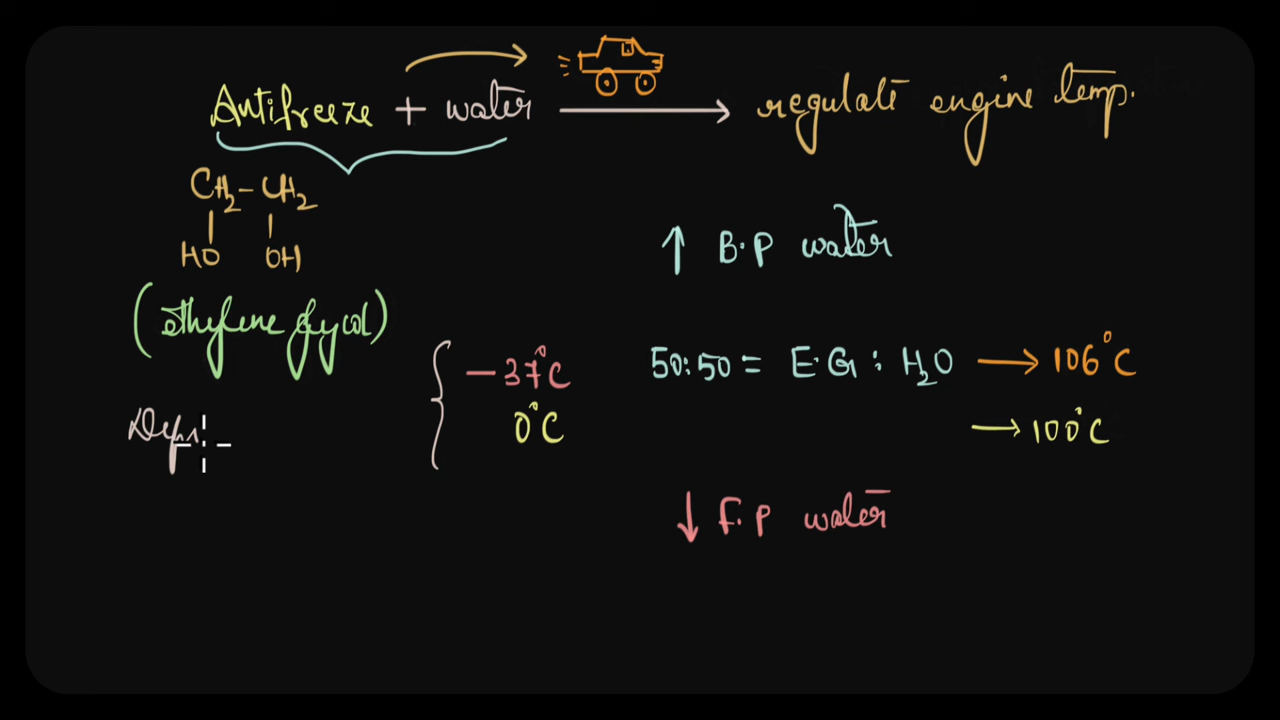 Antifreeze + water → regulate engine temp.
CH2 - CH2
HO OH
↑ B.P water
(ethylene glycol)
50:50 = E.G : H2O → 106°C
- 37°C
0°C
→ 100°C
↓ F.P water